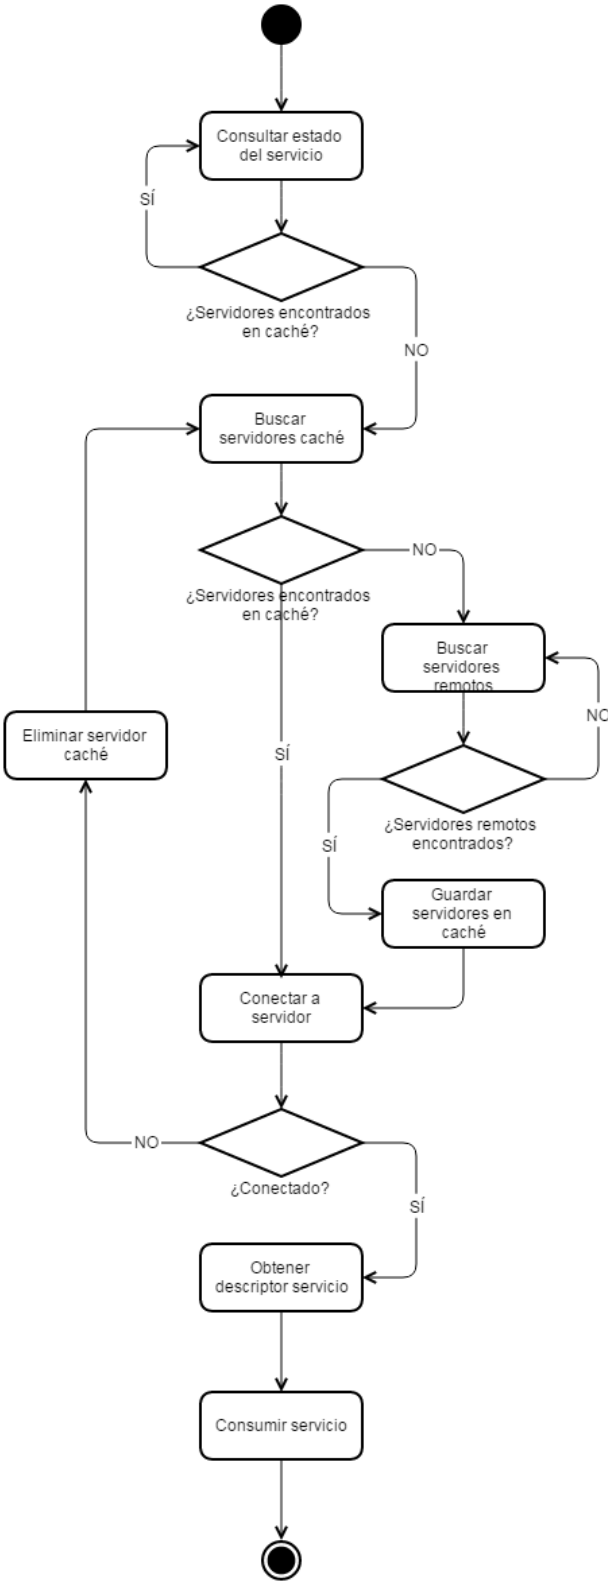 Consultar estado
del servicio
SÍ
¿Servidores encontrados
en caché?
NO
Buscar
servidores caché
NO
¿Servidores encontrados
en caché?
Buscar
servidores
remotos
NO
Eliminar servidor
caché
SÍ
¿Servidores remotos
encontrados?
SÍ
Guardar
servidores en
caché
Conectar a
servidor
NO
¿Conectado?
SÍ
Obtener
descriptor servicio
Consumir servicio